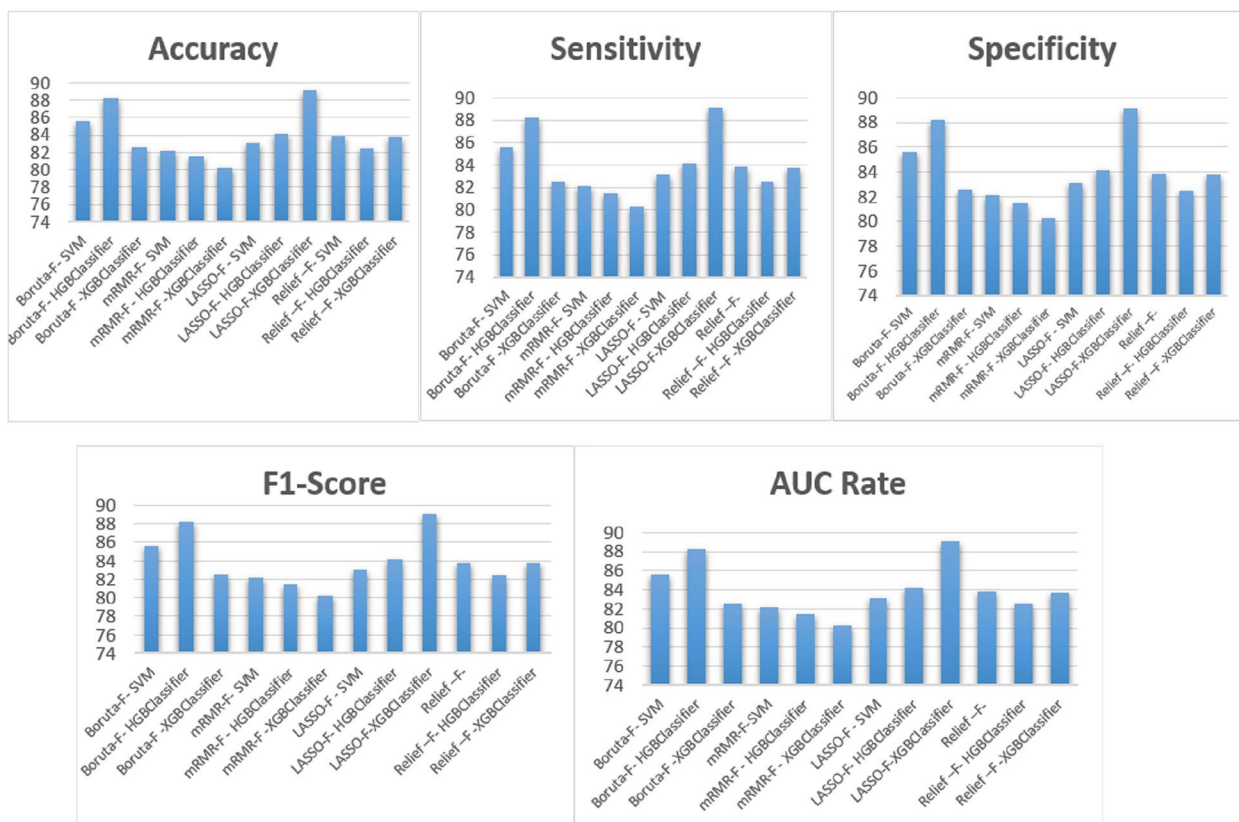 Accuracy
90
88
86
84
82
80
78
76
74
Boruta-F- SVM
Boruta-F- HGBClassifier
Boruta-F -XGBClassifier
mRMR-F- SVM
mRMR-F - HGBClassifier
mRMR-F - XGBClassifier
LASSO-F - SVM
LASSO-F- HGBClassifier
LASSO-F-XGBClassifier
Relief –F- SVM
Relief –F- HGBClassifier
Relief –F -XGBClassifier
Sensitivity
90
88
86
84
82
80
78
76
74
Boruta-F- SVM
Boruta-F- HGBClassifier
Boruta-F -XGBClassifier
mRMR-F- SVM
mRMR-F - HGBClassifier
mRMR-F - XGBClassifier
LASSO-F - SVM
LASSO-F- HGBClassifier
LASSO-F-XGBClassifier
Relief –F-
Relief –F- HGBClassifier
Relief –F -XGBClassifier
Specificity
90
88
86
84
82
80
78
76
74
Boruta-F- SVM
Boruta-F- HGBClassifier
Boruta-F -XGBClassifier
mRMR-F- SVM
mRMR-F - HGBClassifier
mRMR-F - XGBClassifier
LASSO-F - SVM
LASSO-F- HGBClassifier
LASSO-F-XGBClassifier
Relief –F-
Relief –F- HGBClassifier
Relief –F -XGBClassifier
F1-Score
90
88
86
84
82
80
78
76
74
Boruta-F- SVM
Boruta-F- HGBClassifier
Boruta-F -XGBClassifier
mRMR-F- SVM
mRMR-F - HGBClassifier
mRMR-F - XGBClassifier
LASSO-F - SVM
LASSO-F- HGBClassifier
LASSO-F-XGBClassifier
Relief –F-
Relief –F- HGBClassifier
Relief –F -XGBClassifier
AUC Rate
90
88
86
84
82
80
78
76
74
Boruta-F- SVM
Boruta-F- HGBClassifier
Boruta-F -XGBClassifier
mRMR-F-SVM
mRMR-F - HGBClassifier
mRMR-F - XGBClassifier
LASSO-F - SVM
LASSO-F- HGBClassifier
LASSO-F-XGBClassifier
Relief –F-
Relief –F- HGBClassifier
Relief –F -XGBClassifier